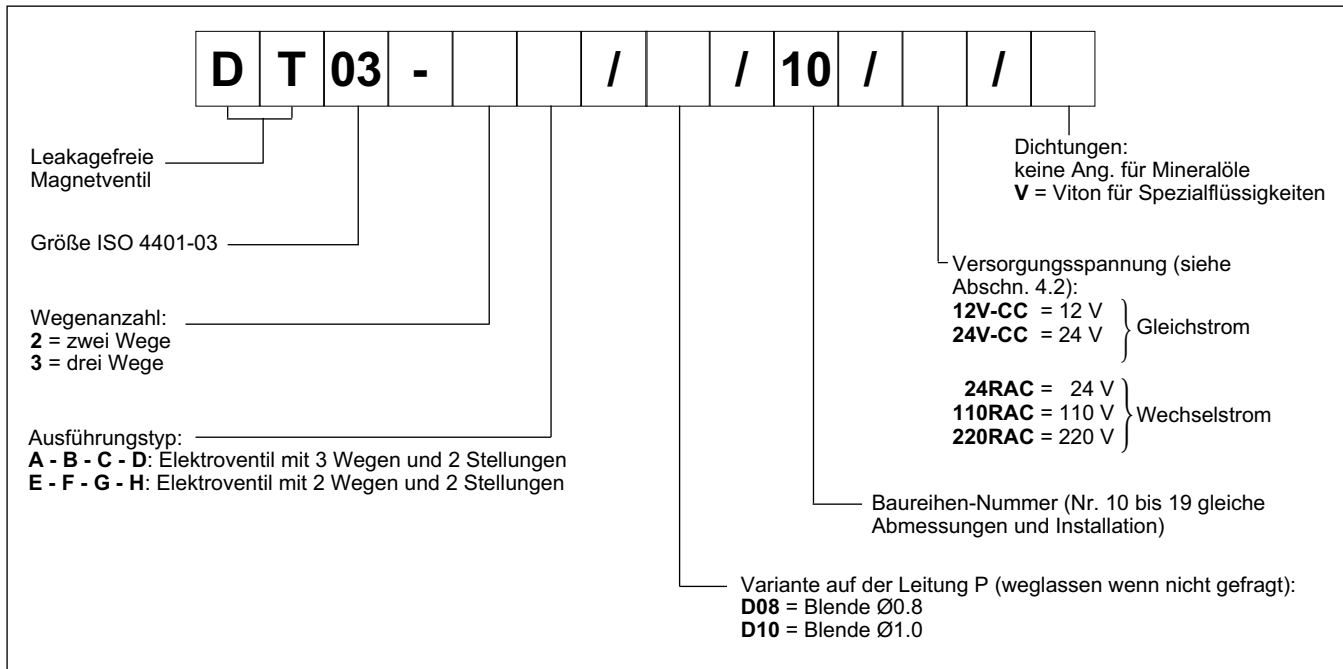 D T 03 - / / 10 / /
Leakagefreie
Magnetventil
Größe ISO 4401-03
Wegenanzahl:
2 = zwei Wege
3 = drei Wege
Ausführungstyp:
A - B - C - D: Elektroventil mit 3 Wegen und 2 Stellungen
E - F - G - H: Elektroventil mit 2 Wegen und 2 Stellungen
Dichtungen:
keine Ang. für Mineralöle
V = Viton für Spezialflüssigkeiten
Versorgungsspannung (siehe
Abschn. 4.2):
12V-CC = 12 V
24V-CC = 24 V
Gleichstrom
24RAC = 24 V
110RAC = 110 V
220RAC = 220 V
Wechselstrom
Baureihen-Nummer (Nr. 10 bis 19 gleiche
Abmessungen und Installation)
Variante auf der Leitung P (weglassen wenn nicht gefragt):
D08 = Blende Ø0.8
D10 = Blende Ø1.0